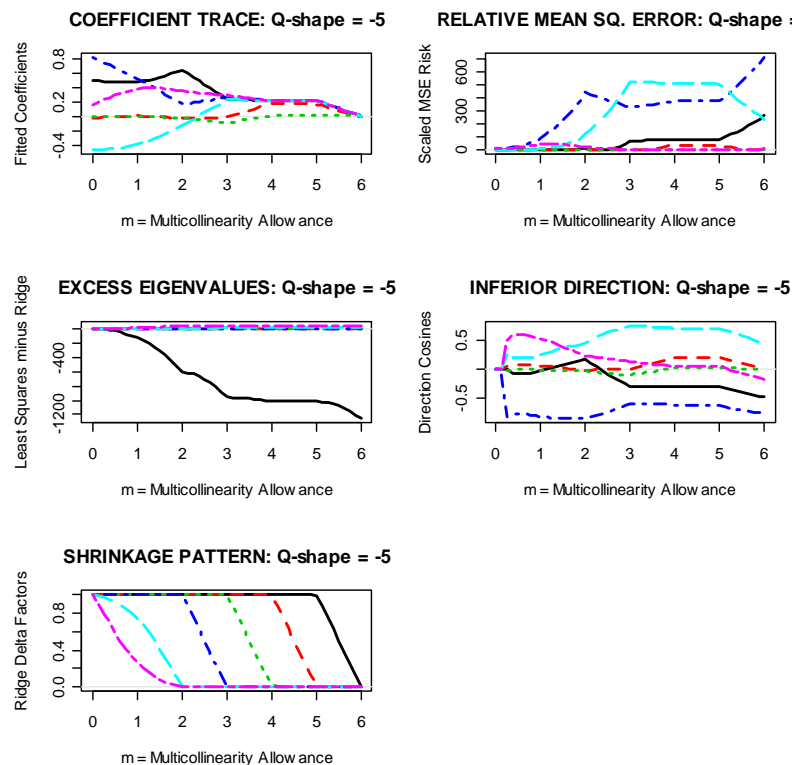 COEFFICIENT TRACE: Q-shape = -5
Fitted Coefficients
-0.4 0.2 0.8
0 1 2 3 4 5 6
m = Multicollinearity Allowance
RELATIVE MEAN SQ. ERROR: Q-shape =
Scaled MSE Risk
0 300 600
0 1 2 3 4 5 6
m = Multicollinearity Allowance
EXCESS EIGENVALUES: Q-shape = -5
Least Squares minus Ridge
-1200 -400
0 1 2 3 4 5 6
m = Multicollinearity Allowance
INFERIOR DIRECTION: Q-shape = -5
Direction Cosines
-0.5 0.5
0 1 2 3 4 5 6
m = Multicollinearity Allowance
SHRINKAGE PATTERN: Q-shape = -5
Ridge Delta Factors
0.0 0.4 0.8
0 1 2 3 4 5 6
m = Multicollinearity Allowance